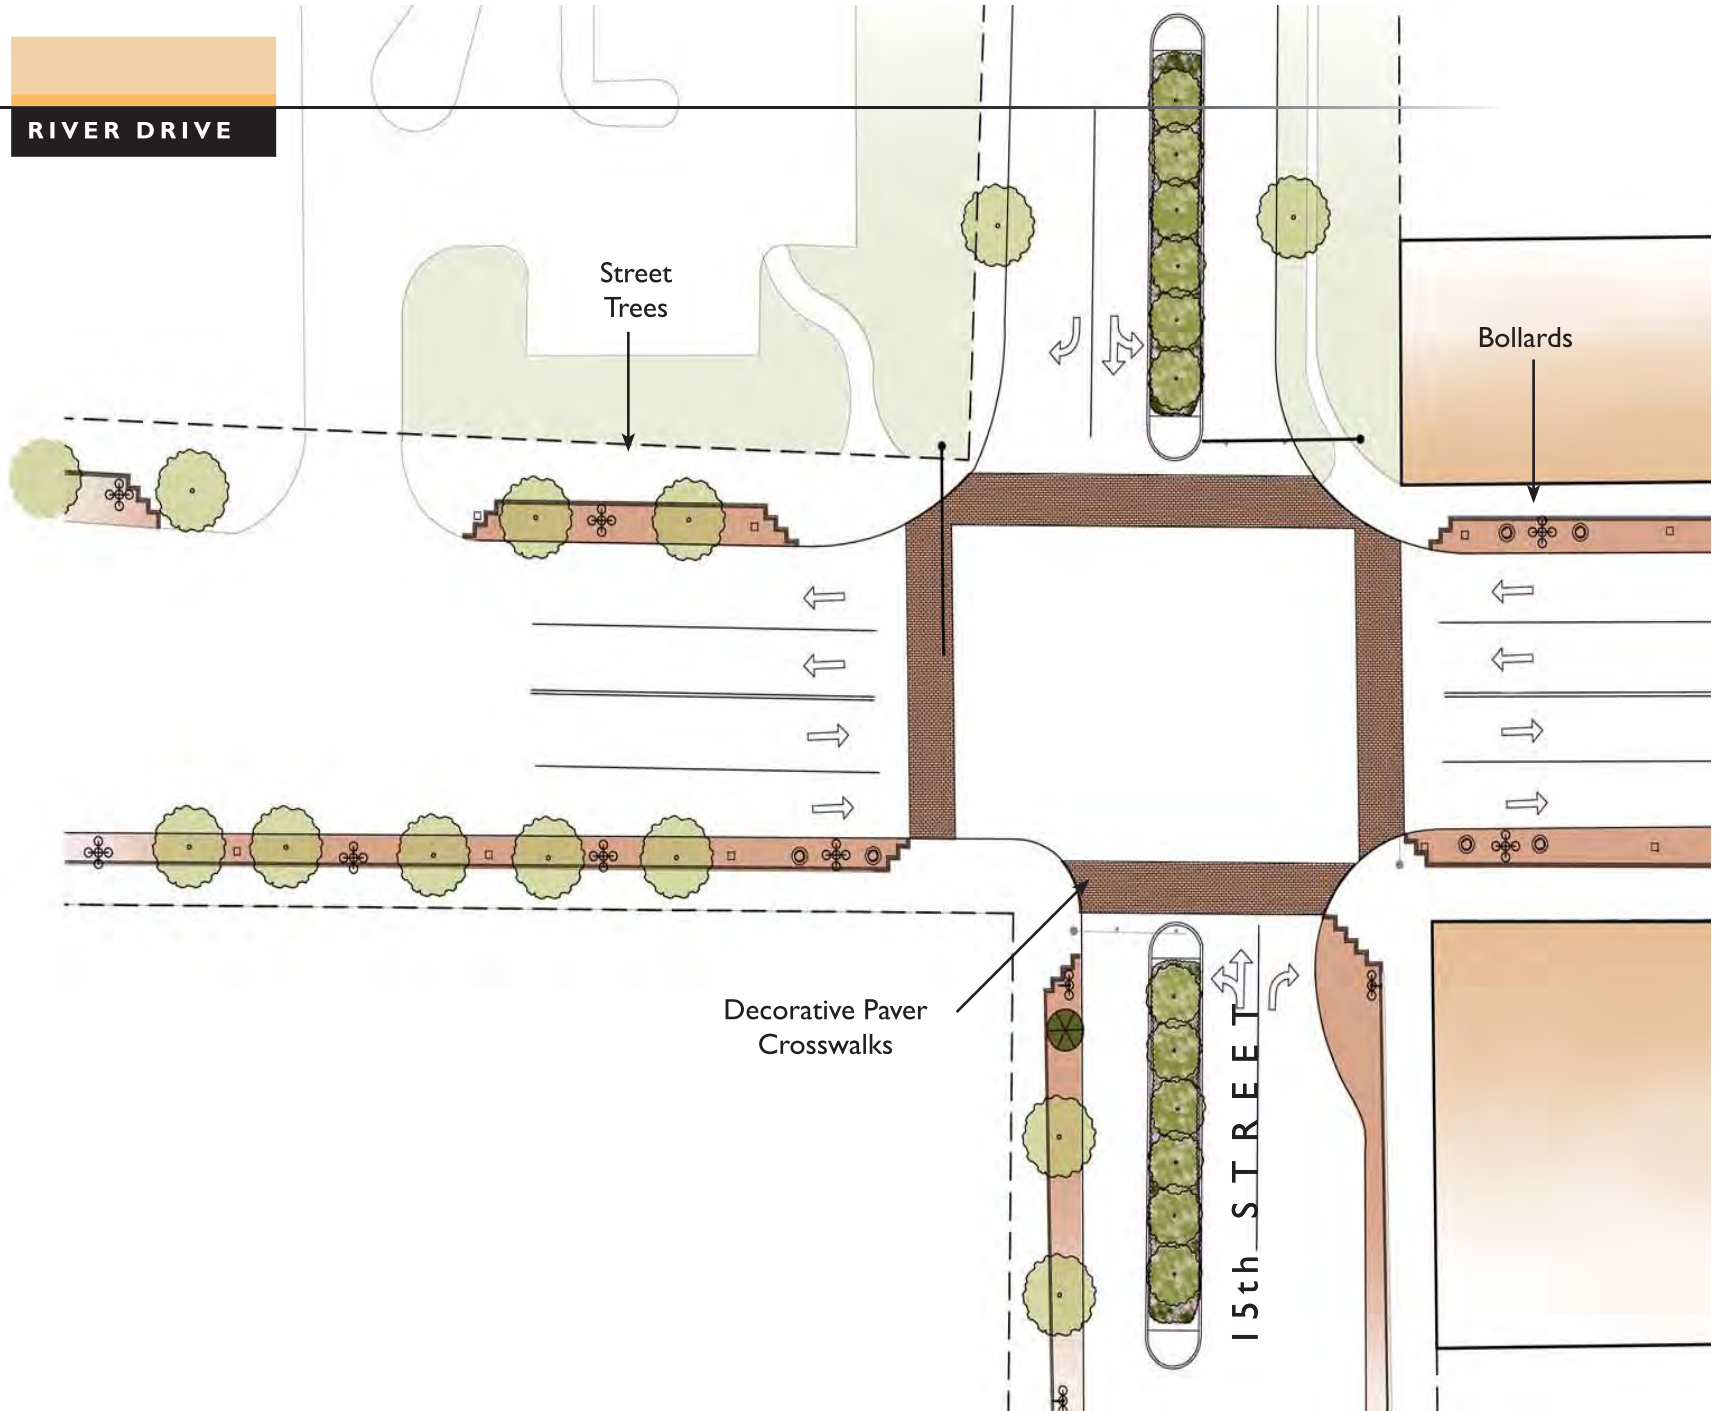 RIVER DRIVE
Street
Trees
Bollards
Decorative Paver
Crosswalks
15th STREET